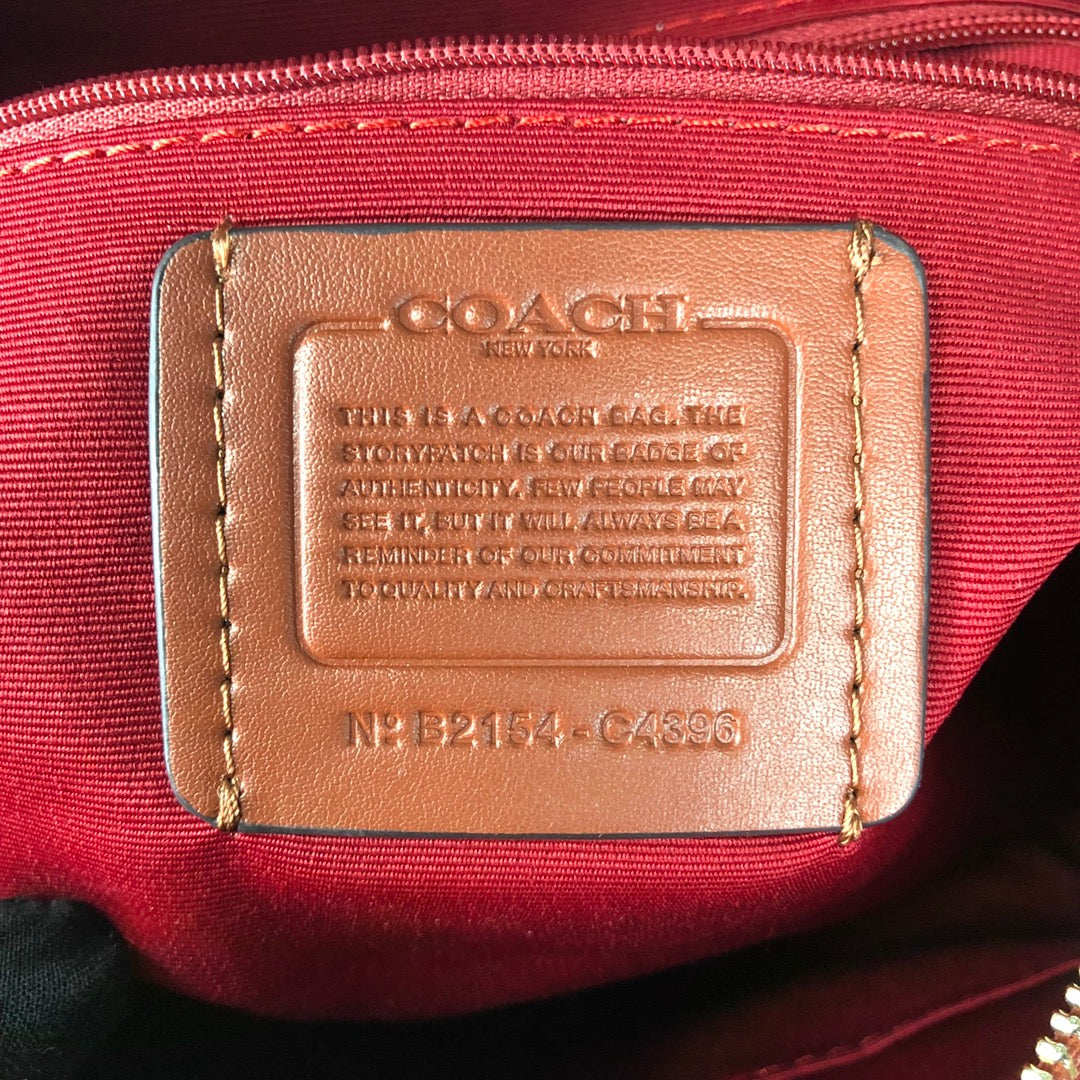 COACH
NEW YORK
THIS IS A COACH BAG. THE
STORYPATCH IS OUR BADGE OF
AUTHENTICITY. FEW PEOPLE MAY
SEE IT, BUT IT WILL ALWAYS BE A
REMINDER OF OUR COMMITMENT
TO QUALITY AND CRAFTSMANSHIP.
Nº B2154 - C4396